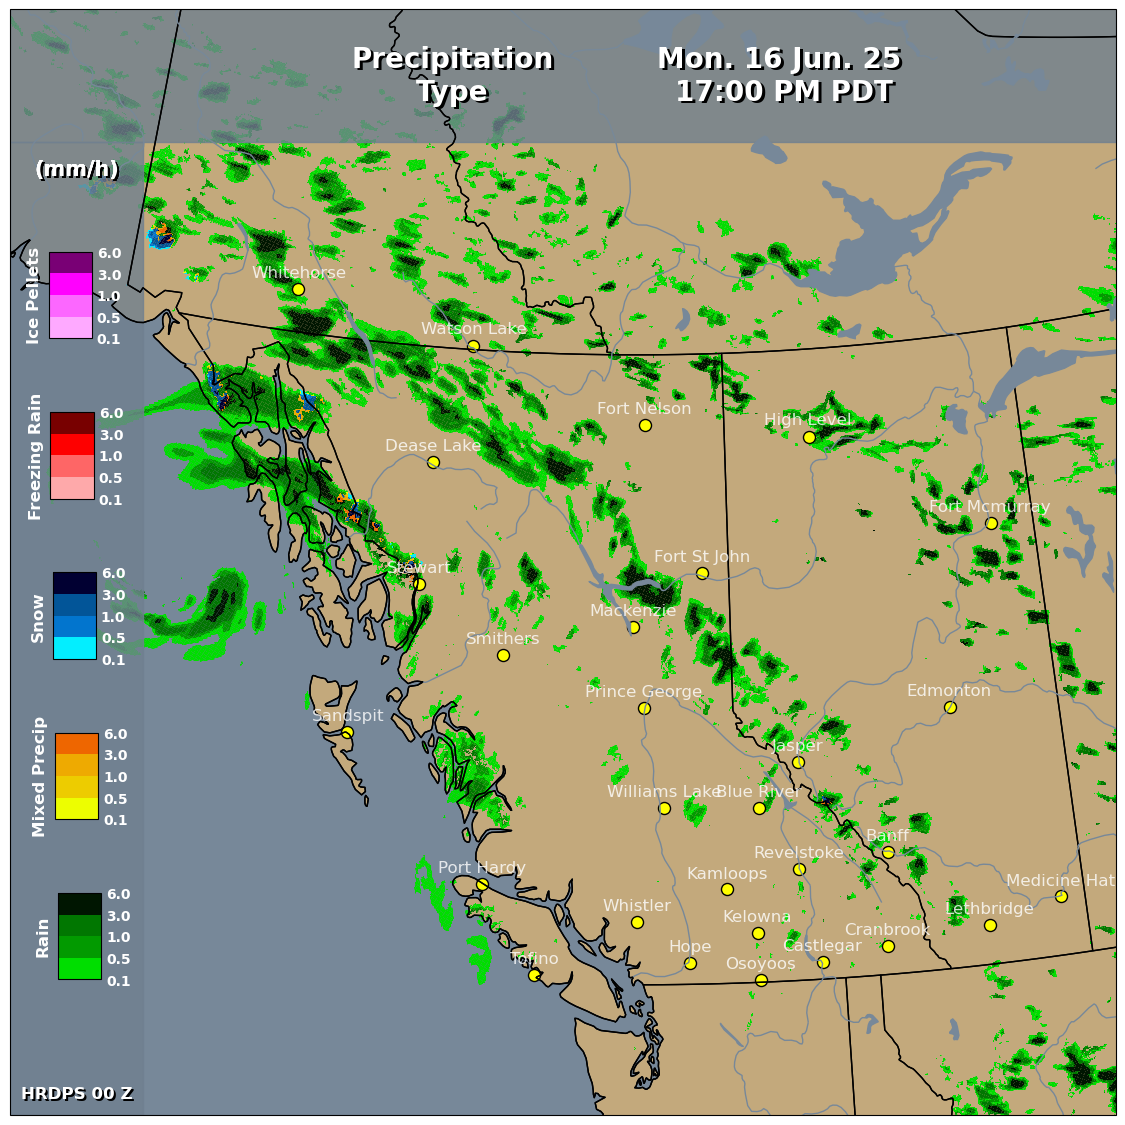 Precipitation
Type
Mon. 16 Jun. 25
17:00 PM PDT
(mm/h)
Ice Pellets
6.0
3.0
1.0
0.5
0.1
Freezing Rain
6.0
3.0
1.0
0.5
0.1
Snow
6.0
3.0
1.0
0.5
0.1
Mixed Precip
6.0
3.0
1.0
0.5
0.1
Rain
6.0
3.0
1.0
0.5
0.1
Whitehorse
Watson Lake
Fort Nelson
High Level
Dease Lake
Fort Mcmurray
Fort St John
Stewart
Mackenzie
Smithers
Prince George
Edmonton
Sandspit
Jasper
Williams Lake
Blue River
Banff
Revelstoke
Port Hardy
Kamloops
Medicine Hat
Whistler
Lethbridge
Kelowna
Cranbrook
Hope
Castlegar
Tofino
Osoyoos
HRDPS 00 Z